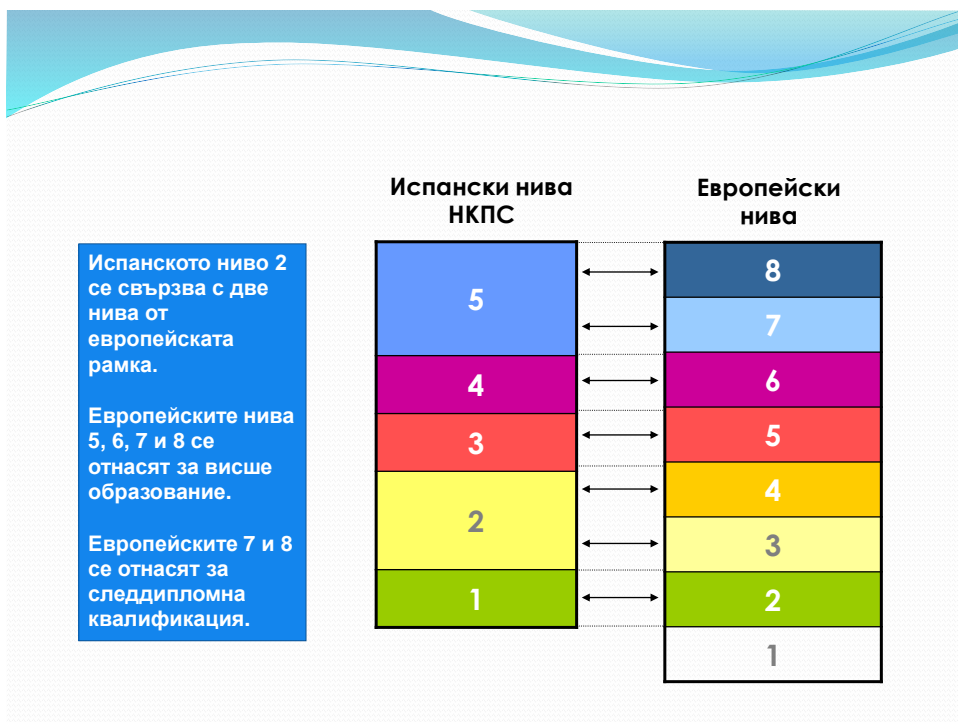 Испански нива
НКПС
Европейски
нива
Испанското ниво 2
се свързва с две
нива от
европейската
рамка.
Европейските нива
5, 6, 7 и 8 се
отнасят за висше
образование.
Европейските 7 и 8
се отнасят за
следдипломна
квалификация.
5
4
3
2
1
8
7
6
5
4
3
2
1